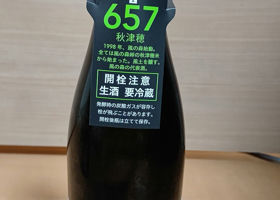 657
秋津穂
1998年、風の森始動。
全ては風の森の秋津穂米
から始まった。風土を醸す。
風の森の代表酒。
開栓注意
生酒 要冷蔵
発酵時の炭酸ガスが溶存し
栓が飛ぶことがあります。
開栓後瓶は立てて保存。